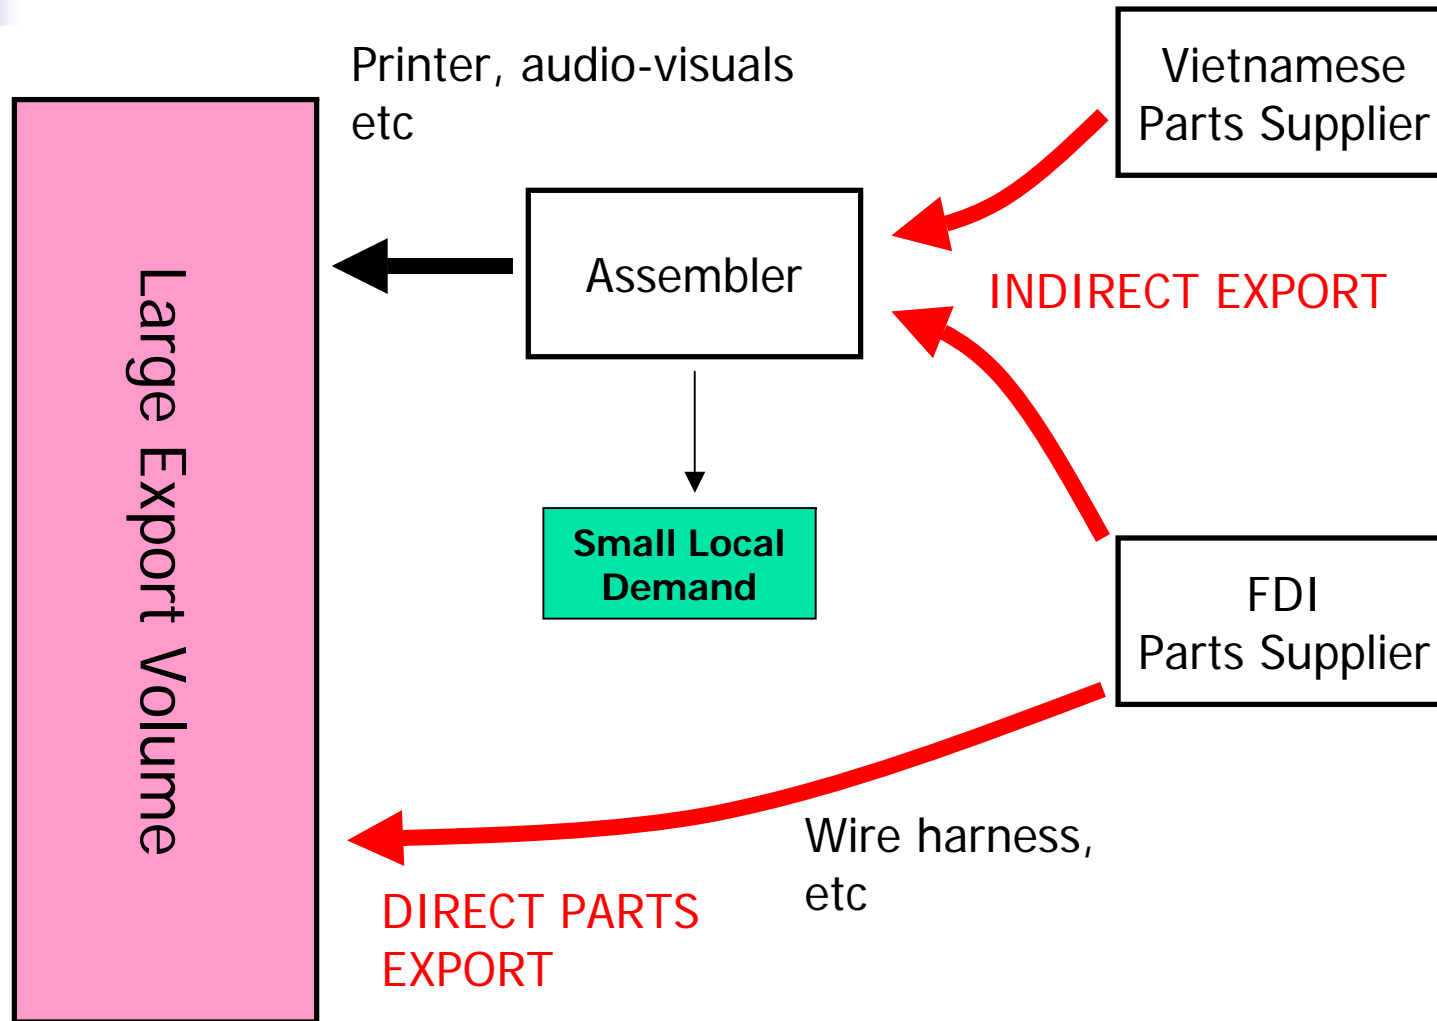 Printer, audio-visuals
etc
Vietnamese
Parts Supplier
Large Export Volume
Assembler
INDIRECT EXPORT
Small Local
Demand
FDI
Parts Supplier
Wire harness,
etc
DIRECT PARTS
EXPORT